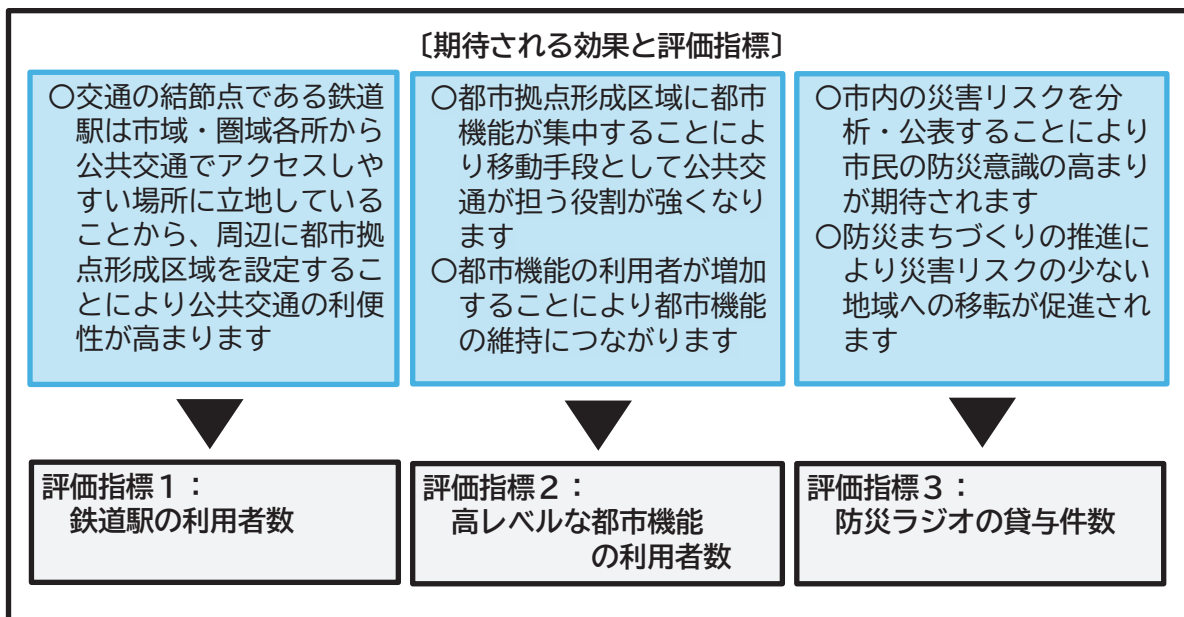 〔期待される効果と評価指標〕
○交通の結節点である鉄道
駅は市域・圏域各所から
公共交通でアクセスしや
すい場所に立地している
ことから、周辺に都市拠
点形成区域を設定するこ
とにより公共交通の利便
性が高まります
○都市拠点形成区域に都市
機能が集中することによ
り移動手段として公共交
通が担う役割が強くなり
ます
○都市機能の利用者が増加
することにより都市機能
の維持につながります
○市内の災害リスクを分
析・公表することにより
市民の防災意識の高まり
が期待されます
○防災まちづくりの推進に
より災害リスクの少ない
地域への移転が促進され
ます
評価指標１：
鉄道駅の利用者数
評価指標２：
高レベルな都市機能
の利用者数
評価指標３：
防災ラジオの貸与件数